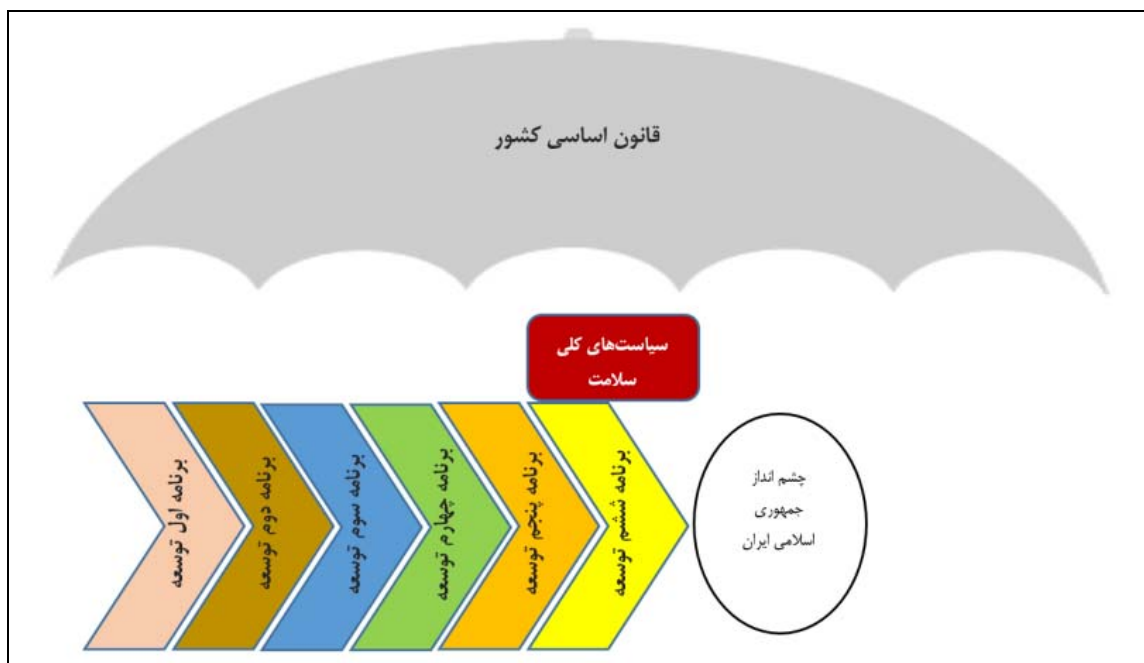 قانون اساسی کشور
سیاست‌های کلی
سلامت
برنامه اول توسعه
برنامه دوم توسعه
برنامه سوم توسعه
برنامه چهارم توسعه
برنامه پنجم توسعه
برنامه ششم توسعه
چشم انداز
جمهوری
اسلامی ایران